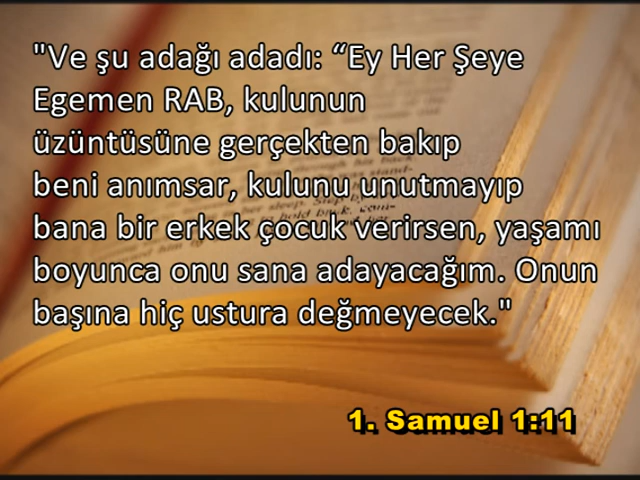 "Ve şu adağı adadı: “Ey Her Şeye
Egemen RAB, kulunun
üzüntüsüne gerçekten bakıp
beni anımsar, kulunu unutmayıp
bana bir erkek çocuk verirsen, yaşamı
boyunca onu sana adayacağım. Onun
başına hiç ustura değmeyecek."
1. Samuel 1:11